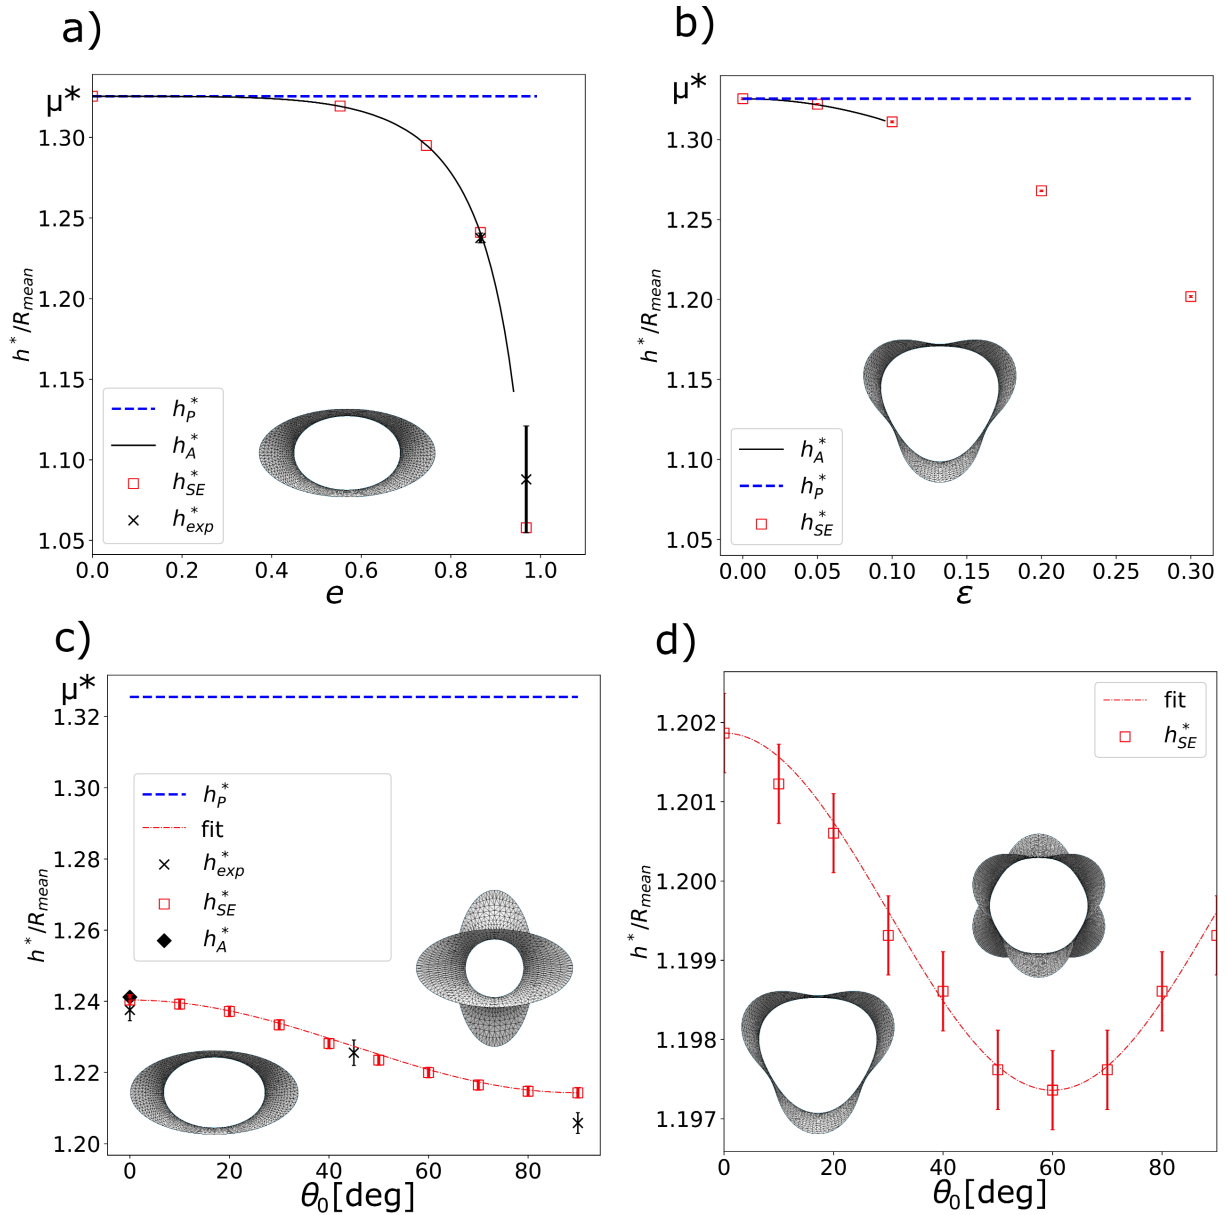 a)
μ*
1.30
1.25
1.20
1.15
1.10
1.05
h*/R_mean
h*_P
h*_A
h*_SE
h*_exp
0.0 0.2 0.4 0.6 0.8 1.0
e
b)
μ*
1.30
1.25
1.20
1.15
1.10
1.05
h*/R_mean
h*_A
h*_P
h*_SE
0.00 0.05 0.10 0.15 0.20 0.25 0.30
ε
c)
μ*
1.32
1.30
1.28
1.26
1.24
1.22
1.20
h*/R_mean
h*_P
fit
h*_exp
h*_SE
h*_A
0 20 40 60 80
θ_0[deg]
d)
1.202
1.201
1.200
1.199
1.198
1.197
h*/R_mean
fit
h*_SE
0 20 40 60 80
θ_0[deg]